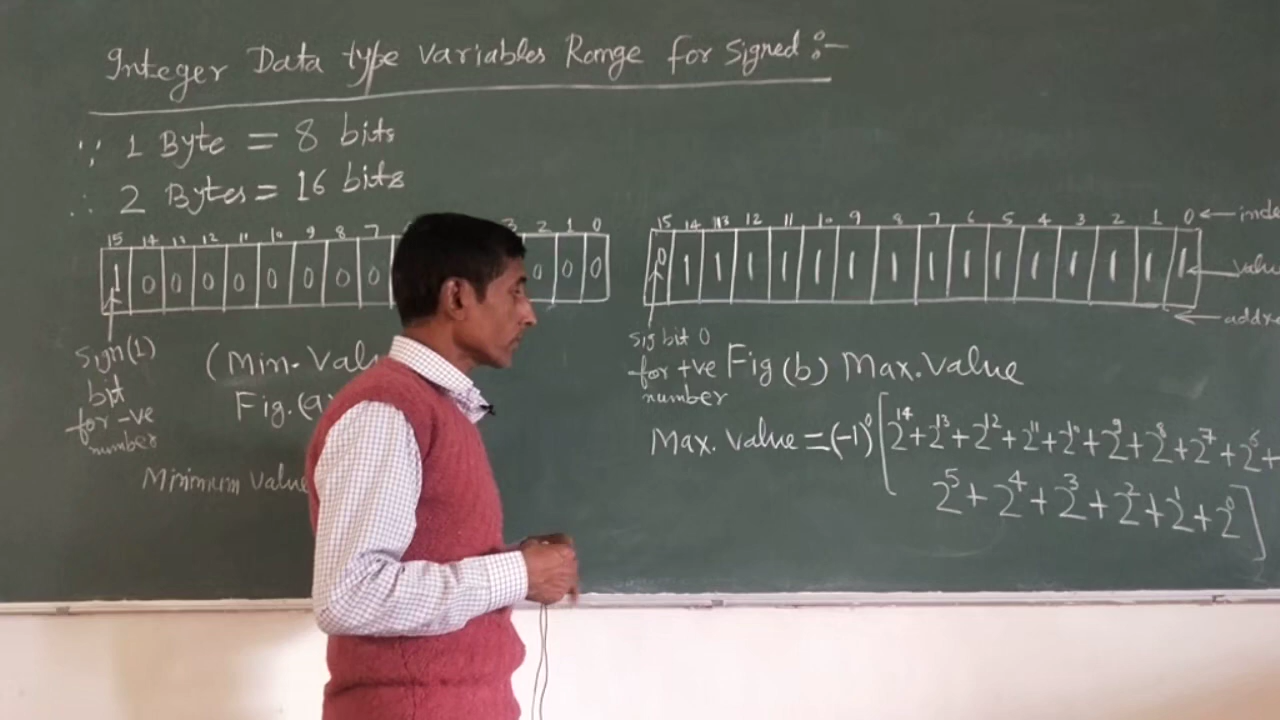 Integer Data type Variables Range for Signed :-
∵ 1 Byte = 8 bits
∴ 2 Bytes = 16 bits
15 14 13 12 11 10 9 8 7 3 2 1 0
1 0 0 0 0 0 0 0 0 0 0 0
sign(1)
bit
for -ve
number
(Min. Val
Fig.(a)
Minimum Value
15 14 13 12 11 10 9 8 7 6 5 4 3 2 1 0 ← inde
0 1 1 1 1 1 1 1 1 1 1 1 1 1 1 1 ← value
← addre
sig bit 0
for +ve
number
Fig (b) Max. Value
Max. Value = (-1)⁰ [2¹⁴+2¹³+2¹²+2¹¹+2¹⁰+2⁹+2⁸+2⁷+2⁶+
2⁵+2⁴+2³+2²+2¹+2⁰]